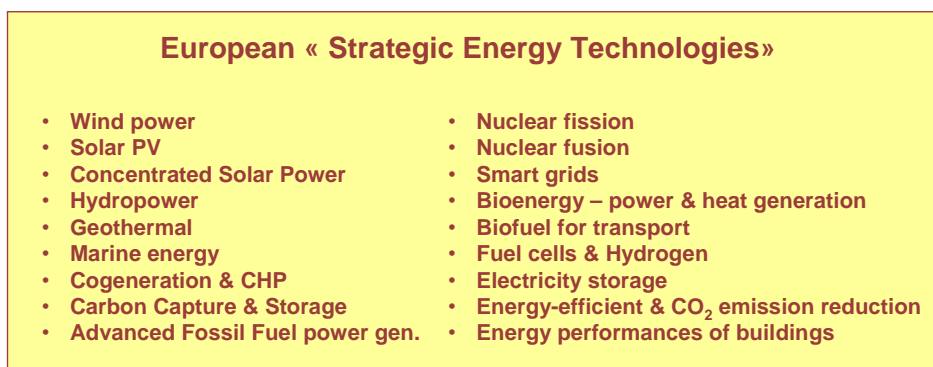 European « Strategic Energy Technologies»
• Wind power
• Solar PV
• Concentrated Solar Power
• Hydropower
• Geothermal
• Marine energy
• Cogeneration & CHP
• Carbon Capture & Storage
• Advanced Fossil Fuel power gen.
• Nuclear fission
• Nuclear fusion
• Smart grids
• Bioenergy – power & heat generation
• Biofuel for transport
• Fuel cells & Hydrogen
• Electricity storage
• Energy-efficient & CO₂ emission reduction
• Energy performances of buildings